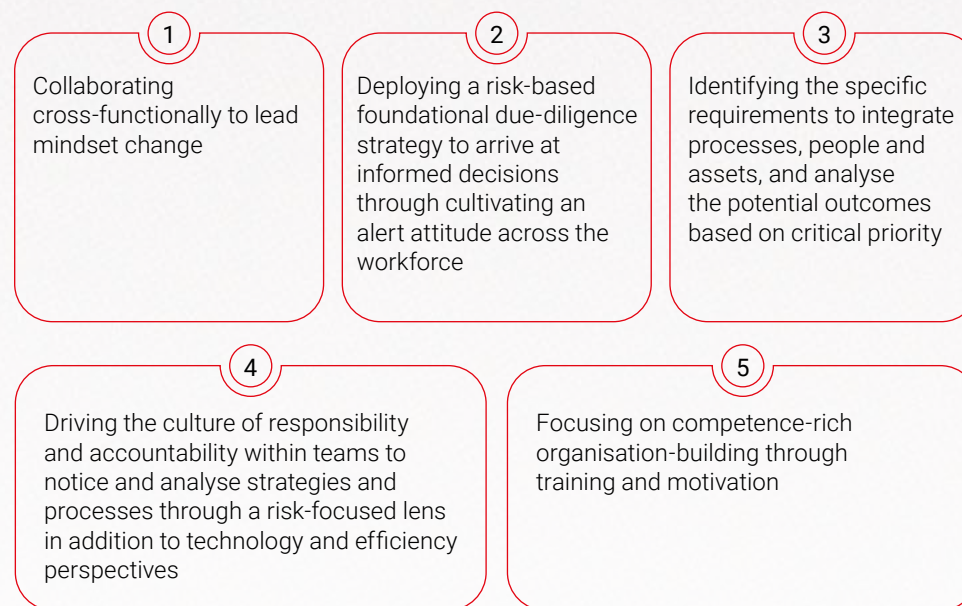 1
Collaborating
cross-functionally to lead
mindset change
2
Deploying a risk-based
foundational due-diligence
strategy to arrive at
informed decisions
through cultivating an
alert attitude across the
workforce
3
Identifying the specific
requirements to integrate
processes, people and
assets, and analyse
the potential outcomes
based on critical priority
4
Driving the culture of responsibility
and accountability within teams to
notice and analyse strategies and
processes through a risk-focused lens
in addition to technology and efficiency
perspectives
5
Focusing on competence-rich
organisation-building through
training and motivation